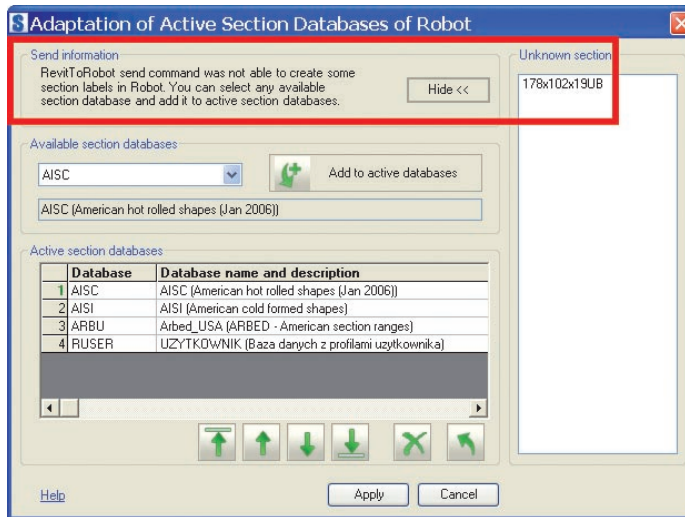 Adaptation of Active Section Databases of Robot
Send information
RevitToRobot send command was not able to create some
section labels in Robot. You can select any available
section database and add it to active section databases.
Hide <<
Unknown section
178x102x19UB
Available section databases
AISC
Add to active databases
AISC (American hot rolled shapes (Jan 2006))
Active section databases
Database Database name and description
1 AISC AISC (American hot rolled shapes (Jan 2006))
2 AISI AISI (American cold formed shapes)
3 ARBU Arbed_USA (ARBED - American section ranges)
4 RUSER UZYTKOWNIK (Baza danych z profilami uzytkownika)
Help
Apply
Cancel